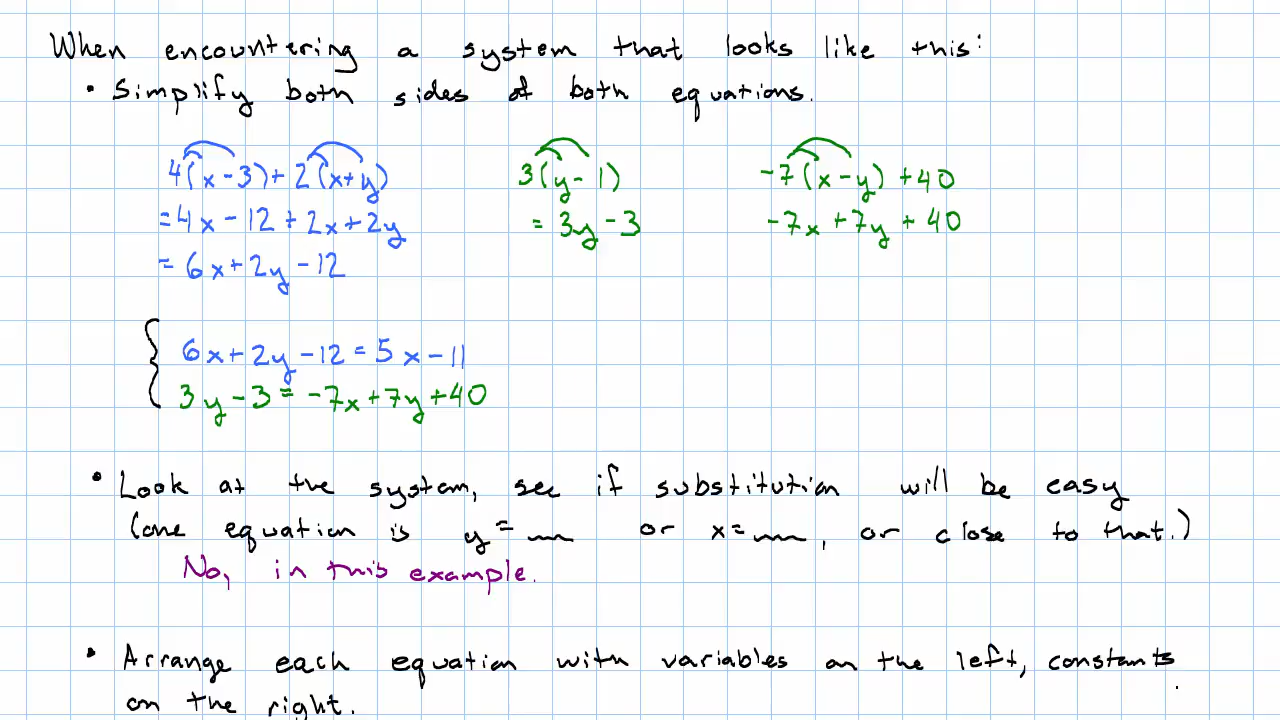 When encountering a system that looks like this:
• Simplify both sides of both equations.
4(x-3)+2(x+y) 3(y-1) -7(x-y)+40
=4x-12+2x+2y = 3y-3 -7x+7y+40
= 6x+2y-12
6x+2y-12=5x-11
3y-3=-7x+7y+40
• Look at the system, see if substitution will be easy
(one equation is y= or x= , or close to that.)
No, in this example.
• Arrange each equation with variables on the left, constants
on the right.